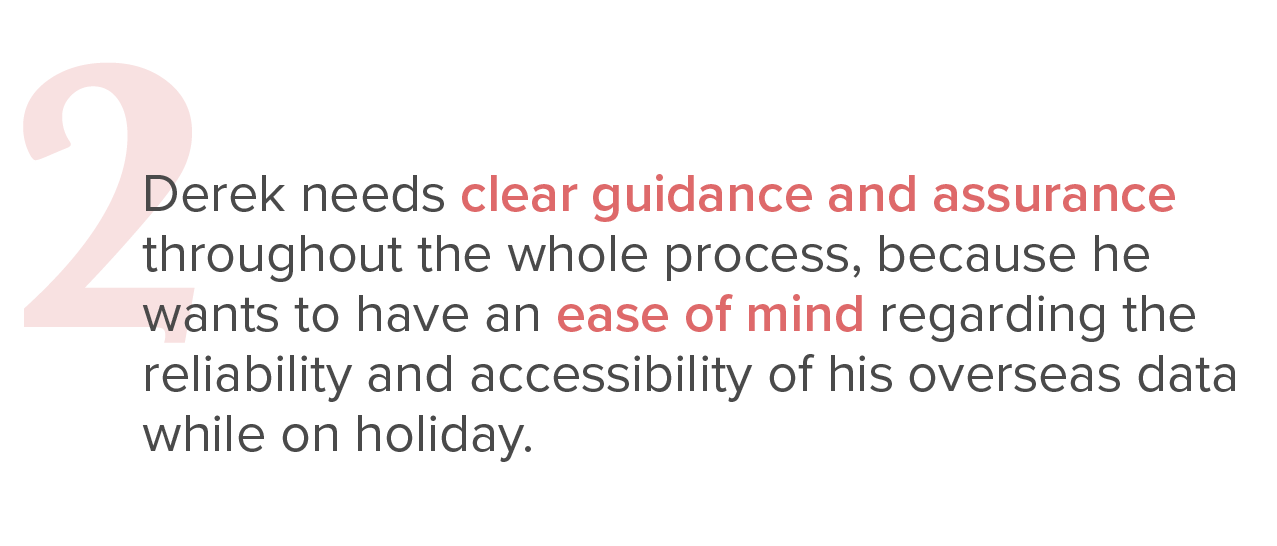 2
Derek needs clear guidance and assurance
throughout the whole process, because he
wants to have an ease of mind regarding the
reliability and accessibility of his overseas data
while on holiday.